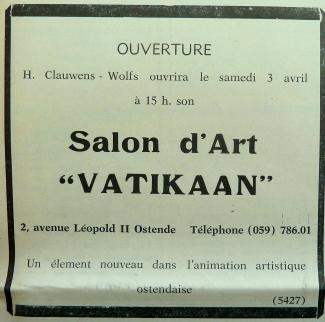 OUVERTURE
H. Clauwens - Wolfs ouvrira le samedi 3 avril
à 15 h. son
Salon d'Art
“VATIKAAN”
2, avenue Léopold II Ostende Téléphone (059) 786.01
Un élement nouveau dans l'animation artistique
ostendaise
(5427)